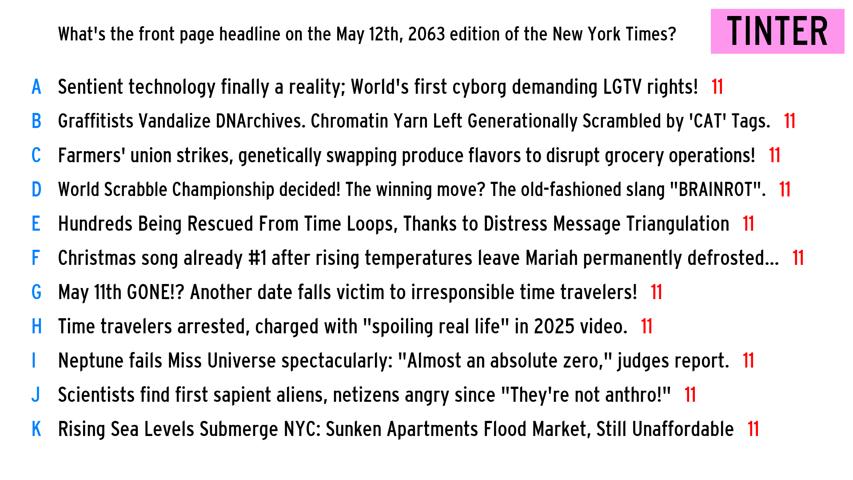 What's the front page headline on the May 12th, 2063 edition of the New York Times?
TINTER
A Sentient technology finally a reality; World's first cyborg demanding LGTV rights! 11
B Graffitists Vandalize DNArchives. Chromatin Yarn Left Generationally Scrambled by 'CAT' Tags. 11
C Farmers' union strikes, genetically swapping produce flavors to disrupt grocery operations! 11
D World Scrabble Championship decided! The winning move? The old-fashioned slang "BRAINROT". 11
E Hundreds Being Rescued From Time Loops, Thanks to Distress Message Triangulation 11
F Christmas song already #1 after rising temperatures leave Mariah permanently defrosted... 11
G May 11th GONE!? Another date falls victim to irresponsible time travelers! 11
H Time travelers arrested, charged with "spoiling real life" in 2025 video. 11
I Neptune fails Miss Universe spectacularly: "Almost an absolute zero," judges report. 11
J Scientists find first sapient aliens, netizens angry since "They're not anthro!" 11
K Rising Sea Levels Submerge NYC: Sunken Apartments Flood Market, Still Unaffordable 11